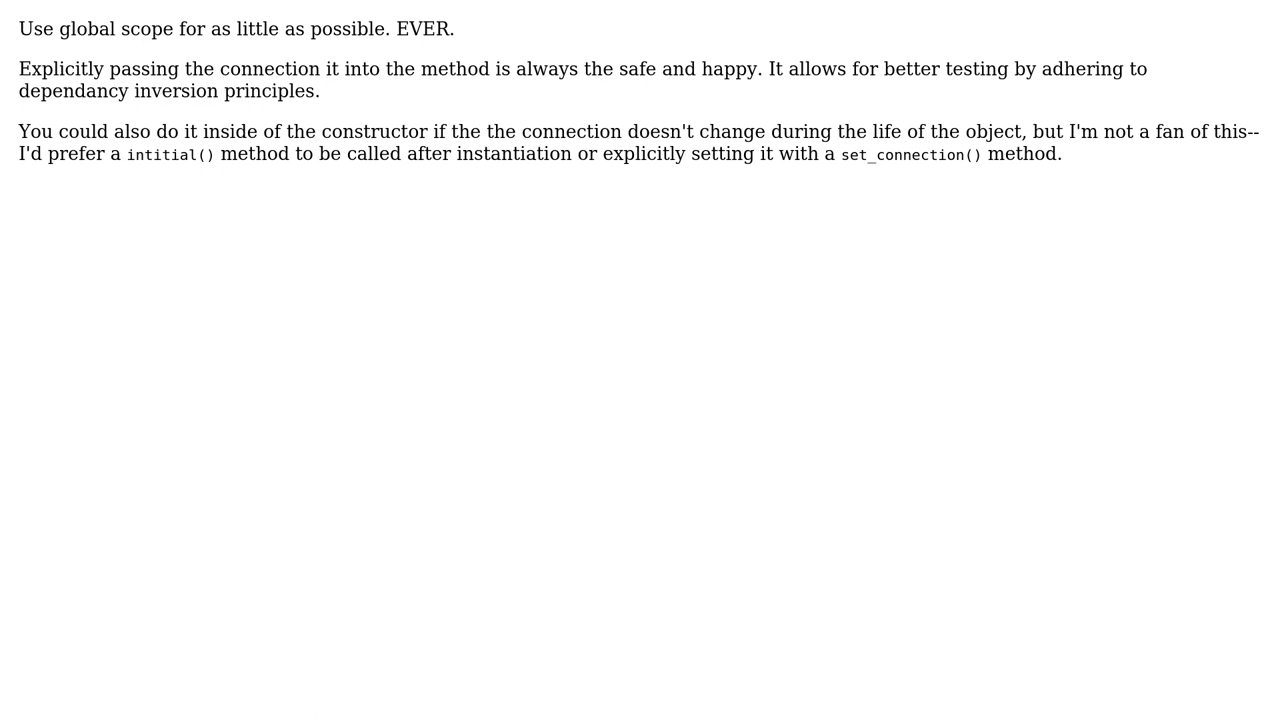 Use global scope for as little as possible. EVER.
Explicitly passing the connection it into the method is always the safe and happy. It allows for better testing by adhering to
dependancy inversion principles.
You could also do it inside of the constructor if the the connection doesn't change during the life of the object, but I'm not a fan of this--
I'd prefer a intitial() method to be called after instantiation or explicitly setting it with a set_connection() method.